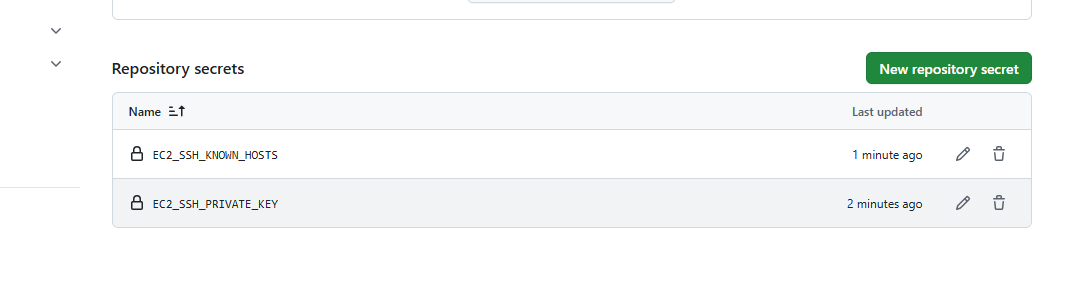 Repository secrets
New repository secret
Name
Last updated
EC2_SSH_KNOWN_HOSTS
1 minute ago
EC2_SSH_PRIVATE_KEY
2 minutes ago